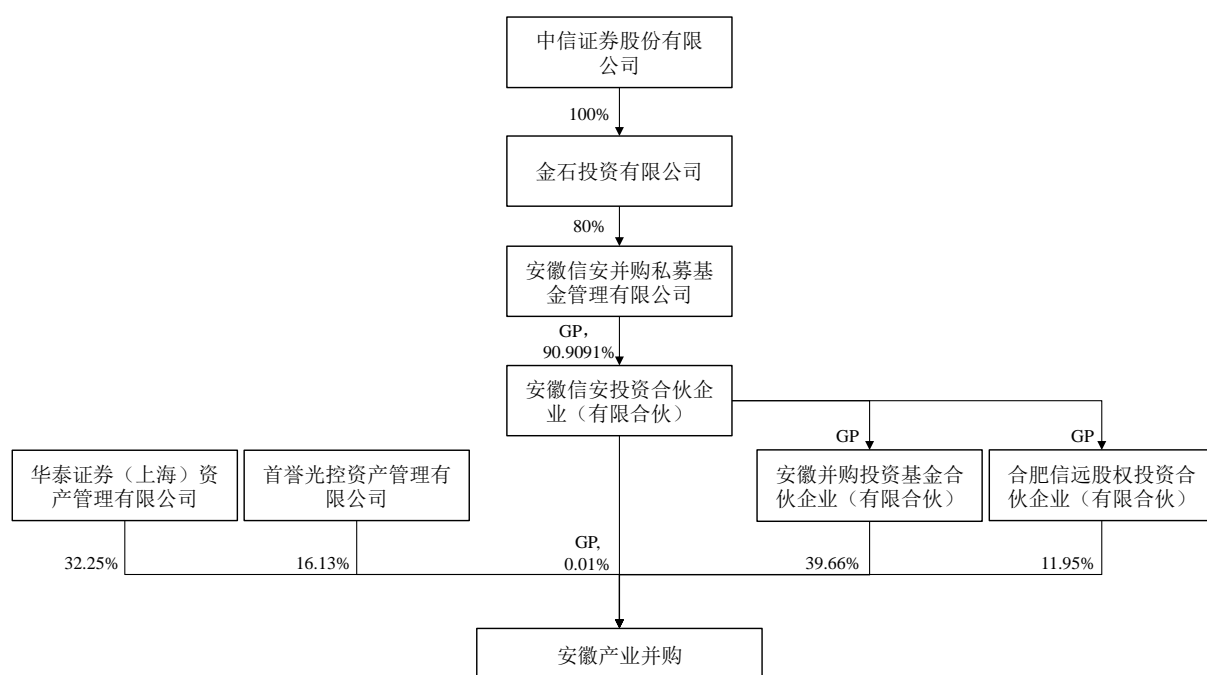 中信证券股份有限
公司
100%
金石投资有限公司
80%
安徽信安并购私募基
金管理有限公司
GP，
90.9091%
安徽信安投资合伙企
业（有限合伙）
GP
GP
华泰证券（上海）资
产管理有限公司
首誉光控资产管理有
限公司
安徽并购投资基金合
伙企业（有限合伙）
合肥信远股权投资合
伙企业（有限合伙）
32.25%
16.13%
GP,
0.01%
39.66%
11.95%
安徽产业并购